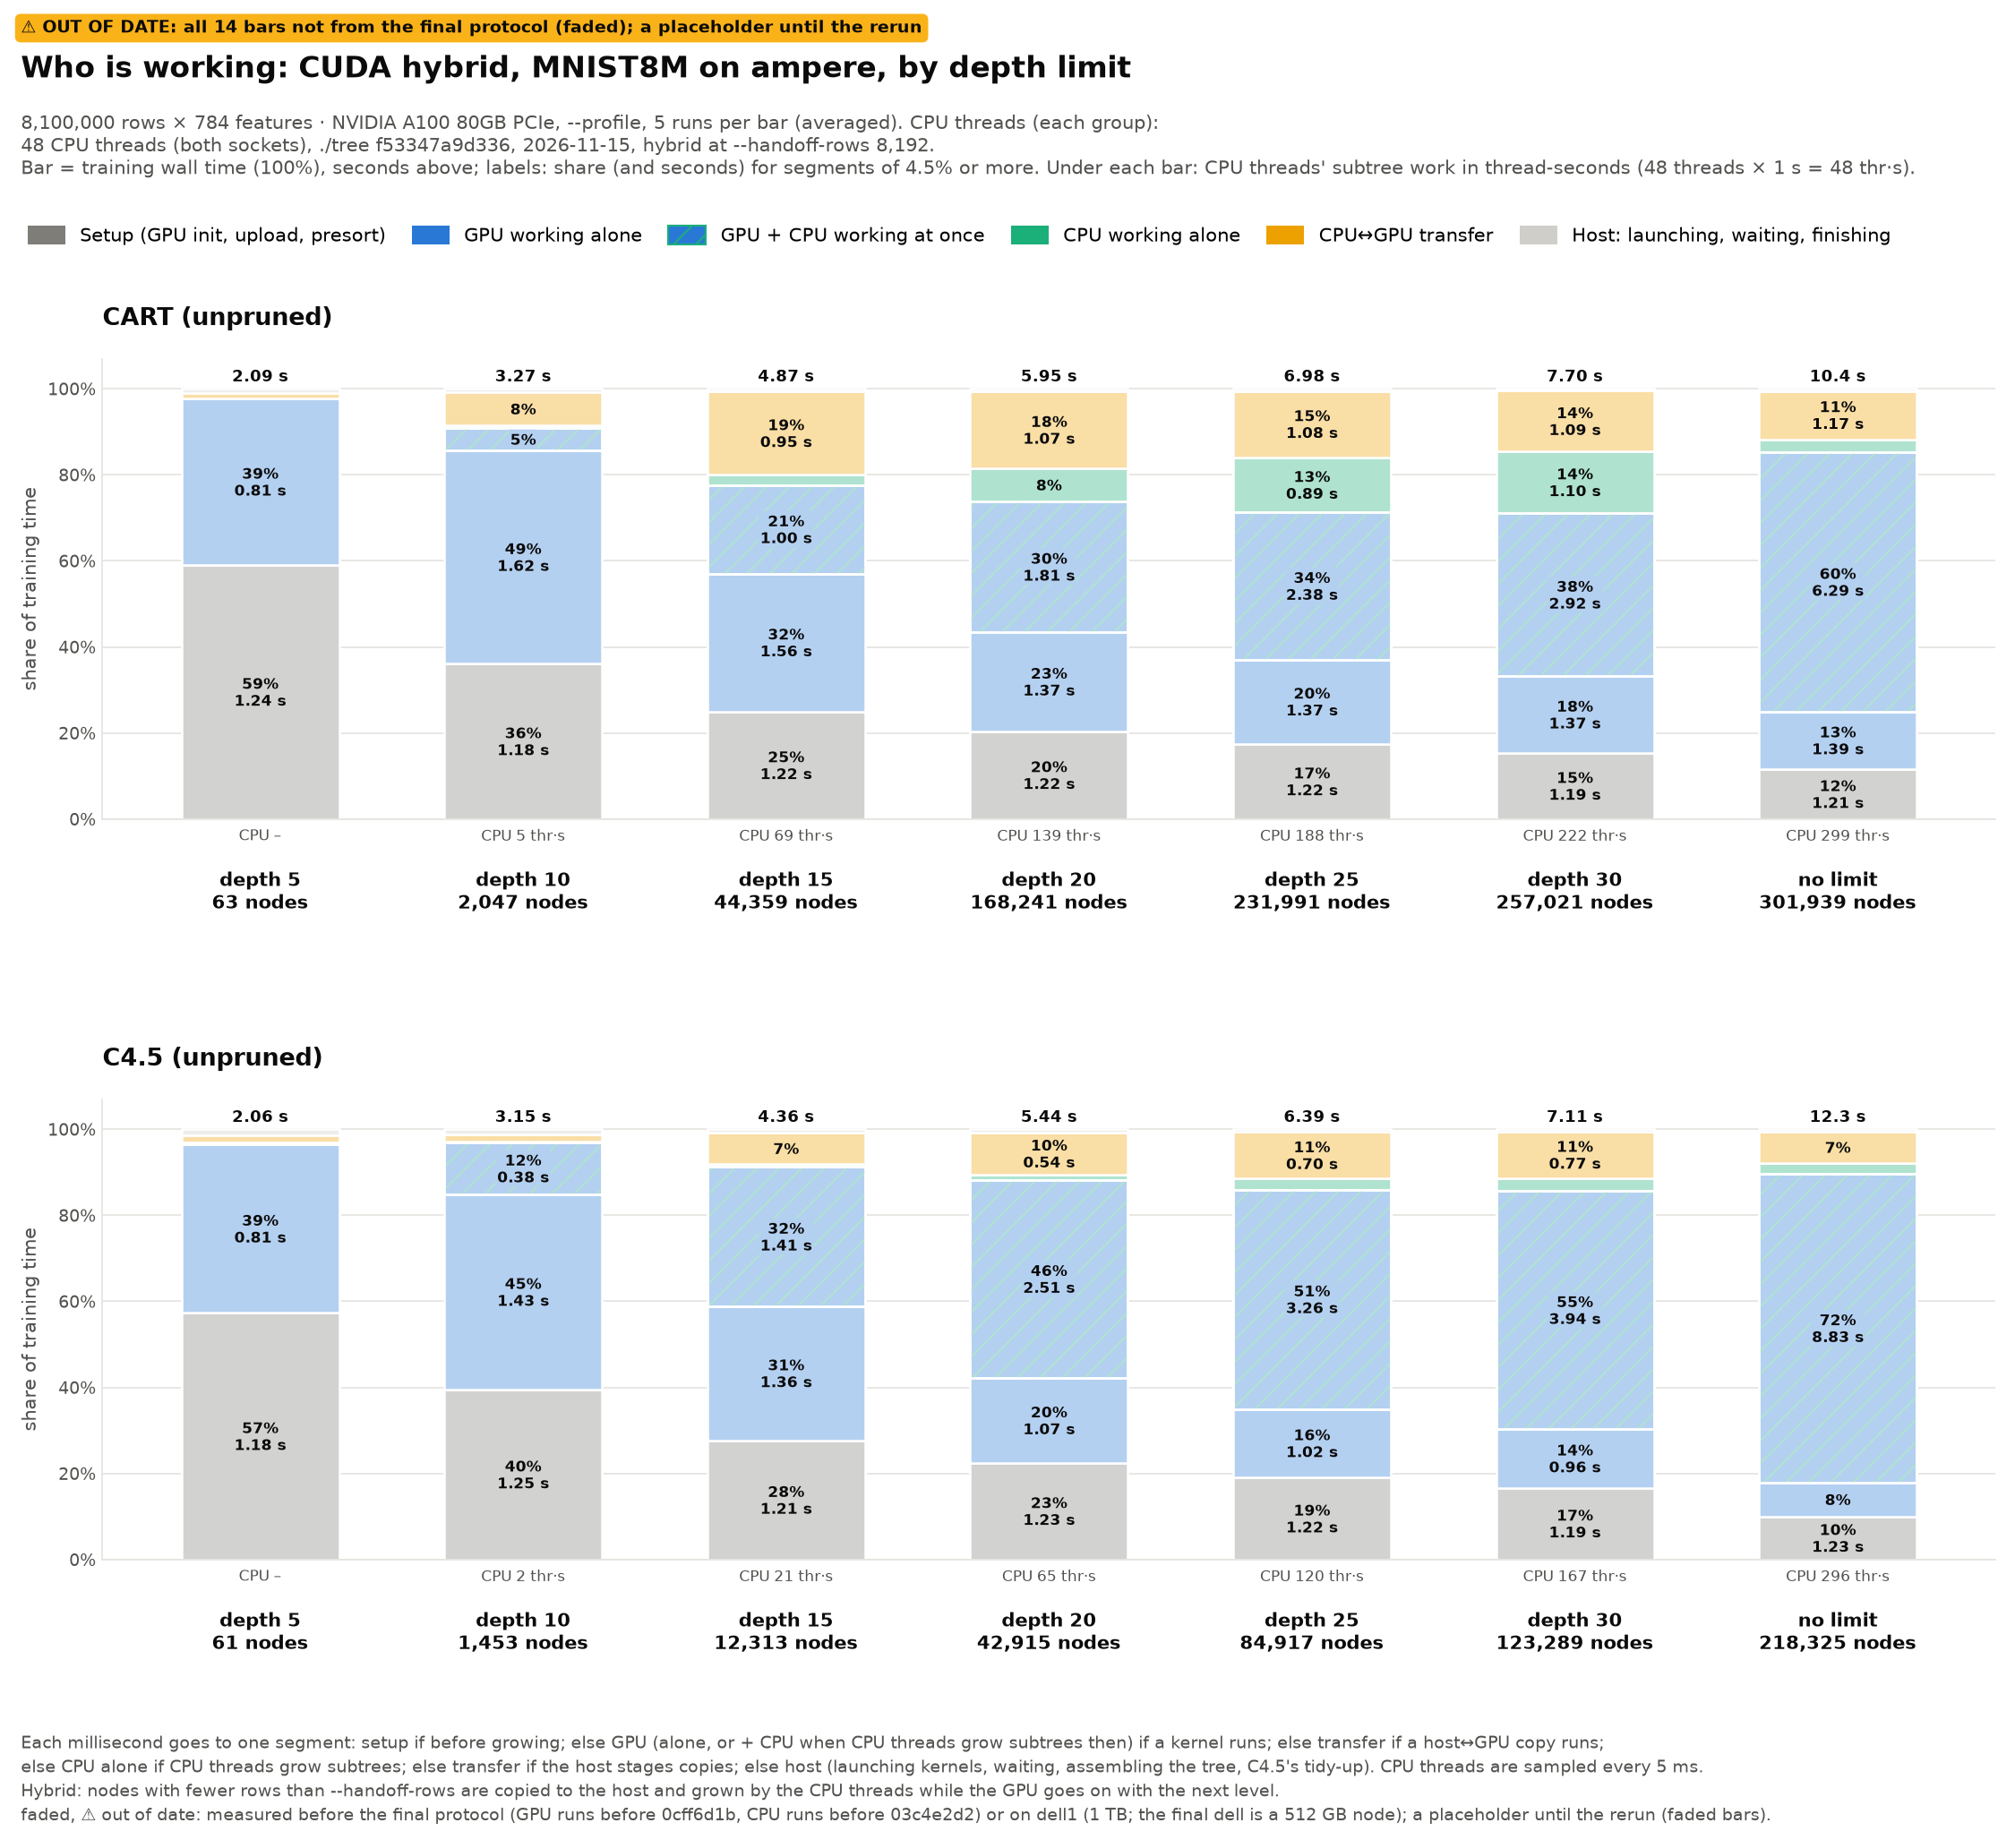 ⚠ OUT OF DATE: all 14 bars not from the final protocol (faded); a placeholder until the rerun
Who is working: CUDA hybrid, MNIST8M on ampere, by depth limit
8,100,000 rows × 784 features · NVIDIA A100 80GB PCIe, --profile, 5 runs per bar (averaged). CPU threads (each group):
48 CPU threads (both sockets), ./tree f53347a9d336, 2026-11-15, hybrid at --handoff-rows 8,192.
Bar = training wall time (100%), seconds above; labels: share (and seconds) for segments of 4.5% or more. Under each bar: CPU threads' subtree work in thread-seconds (48 threads × 1 s = 48 thr·s).
Setup (GPU init, upload, presort) GPU working alone GPU + CPU working at once CPU working alone CPU↔GPU transfer Host: launching, waiting, finishing
CART (unpruned)
share of training time
100%
80%
60%
40%
20%
0%
2.09 s
39%
0.81 s
59%
1.24 s
CPU –
depth 5
63 nodes
3.27 s
8%
5%
49%
1.62 s
36%
1.18 s
CPU 5 thr·s
depth 10
2,047 nodes
4.87 s
19%
0.95 s
21%
1.00 s
32%
1.56 s
25%
1.22 s
CPU 69 thr·s
depth 15
44,359 nodes
5.95 s
18%
1.07 s
8%
30%
1.81 s
23%
1.37 s
20%
1.22 s
CPU 139 thr·s
depth 20
168,241 nodes
6.98 s
15%
1.08 s
13%
0.89 s
34%
2.38 s
20%
1.37 s
17%
1.22 s
CPU 188 thr·s
depth 25
231,991 nodes
7.70 s
14%
1.09 s
14%
1.10 s
38%
2.92 s
18%
1.37 s
15%
1.19 s
CPU 222 thr·s
depth 30
257,021 nodes
10.4 s
11%
1.17 s
60%
6.29 s
13%
1.39 s
12%
1.21 s
CPU 299 thr·s
no limit
301,939 nodes
C4.5 (unpruned)
share of training time
100%
80%
60%
40%
20%
0%
2.06 s
39%
0.81 s
57%
1.18 s
CPU –
depth 5
61 nodes
3.15 s
12%
0.38 s
45%
1.43 s
40%
1.25 s
CPU 2 thr·s
depth 10
1,453 nodes
4.36 s
7%
32%
1.41 s
31%
1.36 s
28%
1.21 s
CPU 21 thr·s
depth 15
12,313 nodes
5.44 s
10%
0.54 s
46%
2.51 s
20%
1.07 s
23%
1.23 s
CPU 65 thr·s
depth 20
42,915 nodes
6.39 s
11%
0.70 s
51%
3.26 s
16%
1.02 s
19%
1.22 s
CPU 120 thr·s
depth 25
84,917 nodes
7.11 s
11%
0.77 s
55%
3.94 s
14%
0.96 s
17%
1.19 s
CPU 167 thr·s
depth 30
123,289 nodes
12.3 s
7%
72%
8.83 s
8%
10%
1.23 s
CPU 296 thr·s
no limit
218,325 nodes
Each millisecond goes to one segment: setup if before growing; else GPU (alone, or + CPU when CPU threads grow subtrees then) if a kernel runs; else transfer if a host↔GPU copy runs;
else CPU alone if CPU threads grow subtrees; else transfer if the host stages copies; else host (launching kernels, waiting, assembling the tree, C4.5's tidy-up). CPU threads are sampled every 5 ms.
Hybrid: nodes with fewer rows than --handoff-rows are copied to the host and grown by the CPU threads while the GPU goes on with the next level.
faded, ⚠ out of date: measured before the final protocol (GPU runs before 0cff6d1b, CPU runs before 03c4e2d2) or on dell1 (1 TB; the final dell is a 512 GB node); a placeholder until the rerun (faded bars).